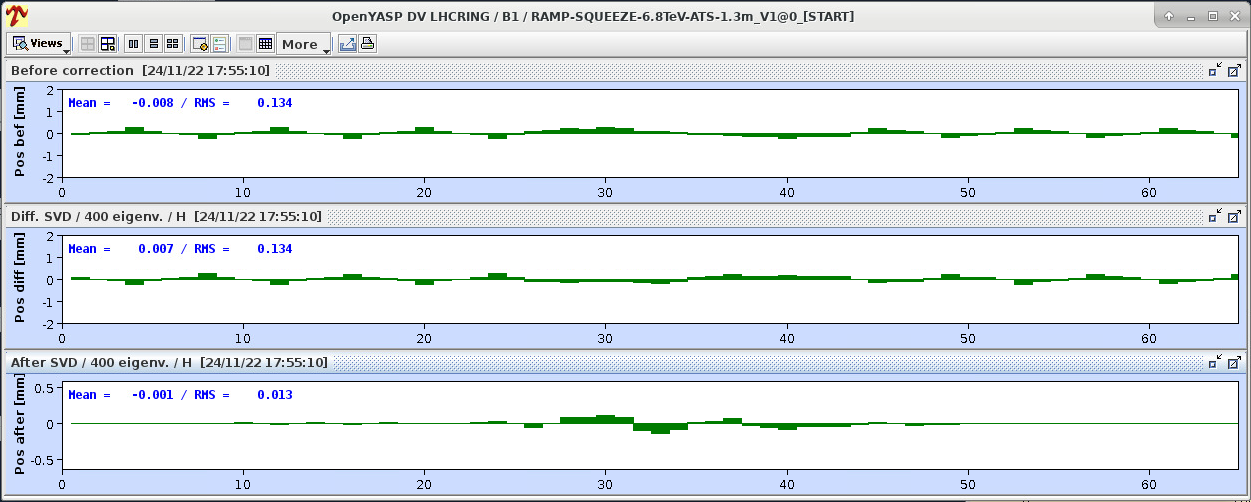 OpenYASP DV LHCRING / B1 / RAMP-SQUEEZE-6.8TeV-ATS-1.3m_V1@0_[START]
Views More
Before correction [24/11/22 17:55:10]
Pos bef [mm]
Mean = -0.008 / RMS = 0.134
2
1
0
-1
-2
0 10 20 30 40 50 60
Diff. SVD / 400 eigenv. / H [24/11/22 17:55:10]
Pos diff [mm]
Mean = 0.007 / RMS = 0.134
2
1
0
-1
-2
0 10 20 30 40 50 60
After SVD / 400 eigenv. / H [24/11/22 17:55:10]
Pos after [mm]
Mean = -0.001 / RMS = 0.013
0.5
0
-0.5
0 10 20 30 40 50 60